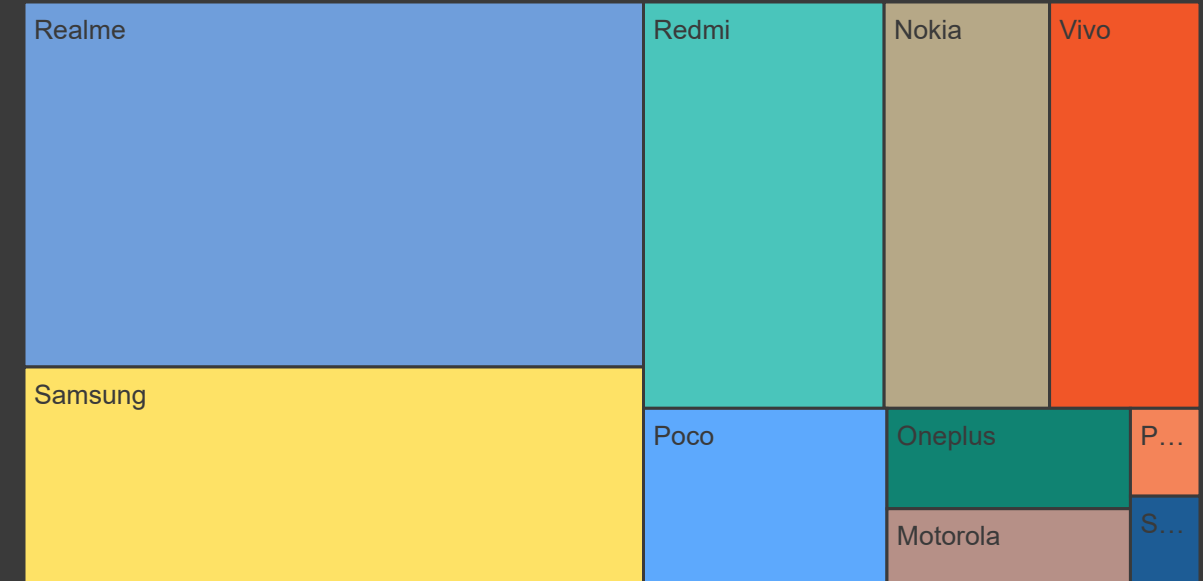 Realme
Redmi
Nokia
Vivo
Samsung
Poco
Oneplus
P...
Motorola
S...